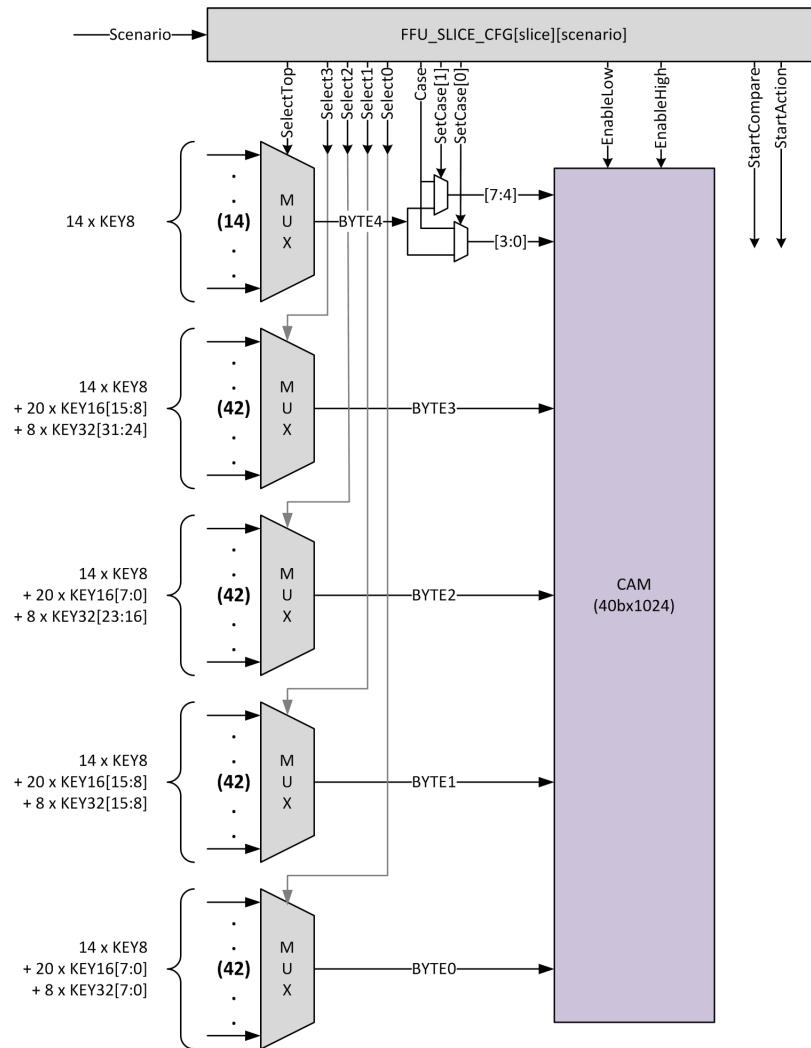 Scenario
FFU_SLICE_CFG[slice][scenario]
SelectTop
Select3
Select2
Select1
Select0
Case
SetCase[1]
SetCase[0]
EnableLow
EnableHigh
StartCompare
StartAction
14 x KEY8
(14)
M
U
X
BYTE4
[7:4]
[3:0]
14 x KEY8
+ 20 x KEY16[15:8]
+ 8 x KEY32[31:24]
(42)
M
U
X
BYTE3
14 x KEY8
+ 20 x KEY16[7:0]
+ 8 x KEY32[23:16]
(42)
M
U
X
BYTE2
CAM
(40bx1024)
14 x KEY8
+ 20 x KEY16[15:8]
+ 8 x KEY32[15:8]
(42)
M
U
X
BYTE1
14 x KEY8
+ 20 x KEY16[7:0]
+ 8 x KEY32[7:0]
(42)
M
U
X
BYTE0